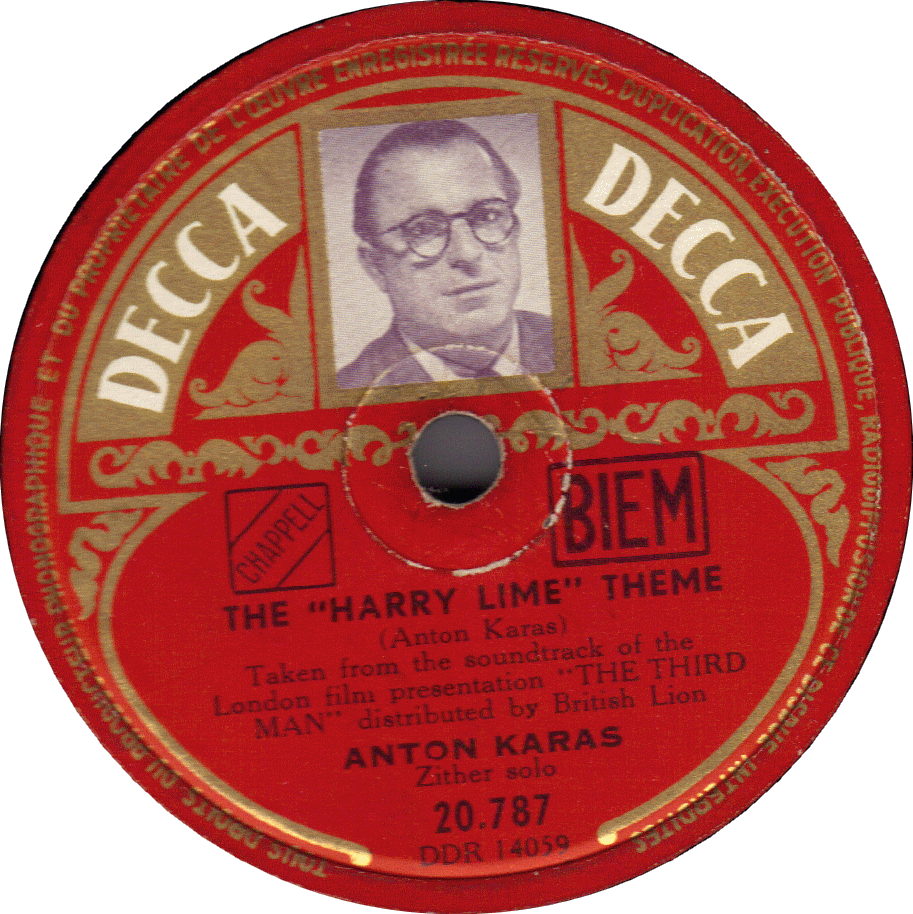 TOUS DROITS DU PRODUCTEUR PHONOGRAPHIQUE ET DU PROPRIÉTAIRE DE L'ŒUVRE ENREGISTRÉE RÉSERVÉS. DUPLICATION, EXÉCUTION PUBLIQUE, RADIODIFFUSION DE CE DISQUE INTERDITES
DECCA
DECCA
CHAPPELL
BIEM
THE "HARRY LIME" THEME
(Anton Karas)
Taken from the soundtrack of the
London film presentation "THE THIRD
MAN" distributed by British Lion
ANTON KARAS
Zither solo
20.787
DDR 14059